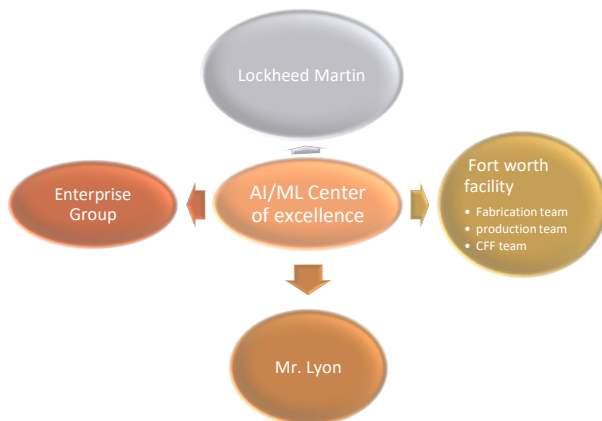 Lockheed Martin
Enterprise
Group
AI/ML Center
of excellence
Fort worth
facility
• Fabrication team
• production team
• CFF team
Mr. Lyon